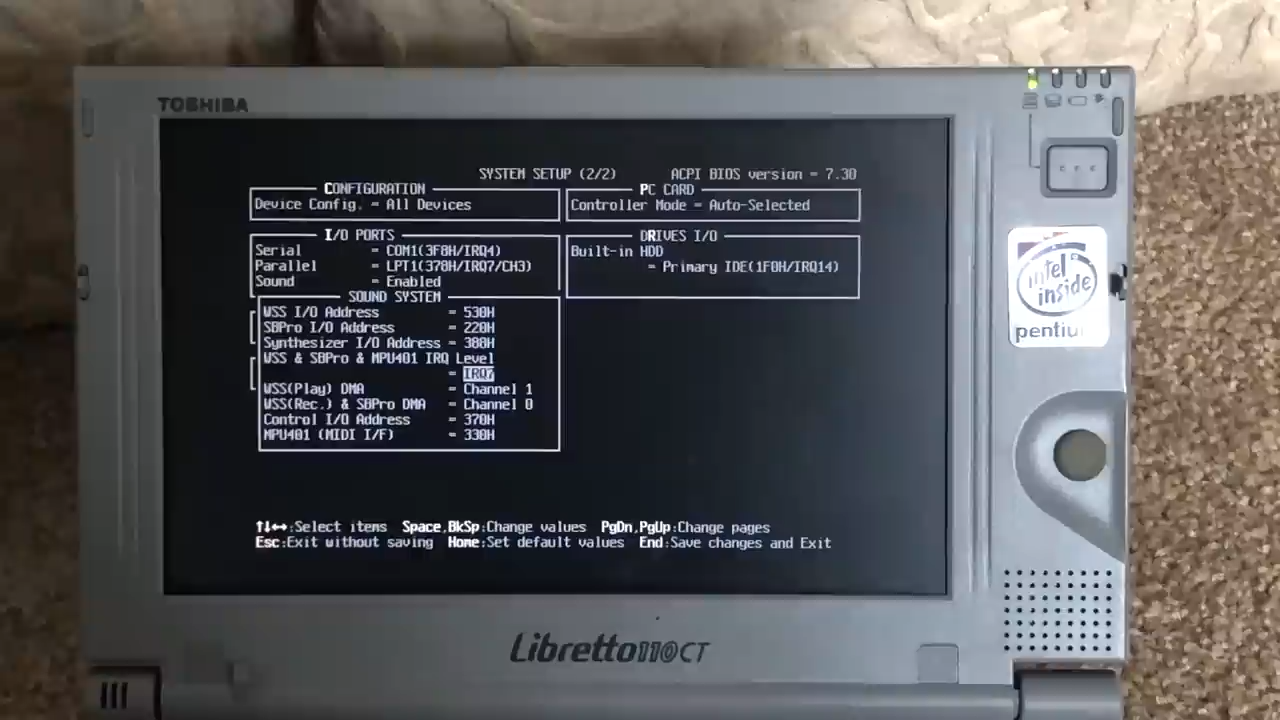 TOSHIBA
SYSTEM SETUP (2/2) ACPI BIOS version = 7.30
CONFIGURATION
Device Config. = All Devices
PC CARD
Controller Mode = Auto-Selected
I/O PORTS
Serial = COM1(3F8H/IRQ4)
Parallel = LPT1(378H/IRQ7/CH3)
Sound = Enabled
DRIVES I/O
Built-in HDD
= Primary IDE(1F0H/IRQ14)
SOUND SYSTEM
WSS I/O Address = 530H
SBPro I/O Address = 220H
Synthesizer I/O Address = 388H
WSS & SBPro & MPU401 IRQ Level
= IRQ7
WSS(Play) DMA = Channel 1
WSS(Rec.) & SBPro DMA = Channel 0
Control I/O Address = 370H
MPU401 (MIDI I/F) = 330H
↑↓↔:Select items Space,BkSp:Change values PgDn,PgUp:Change pages
Esc:Exit without saving Home:Set default values End:Save changes and Exit
intel
inside
pentiu
Libretto110CT